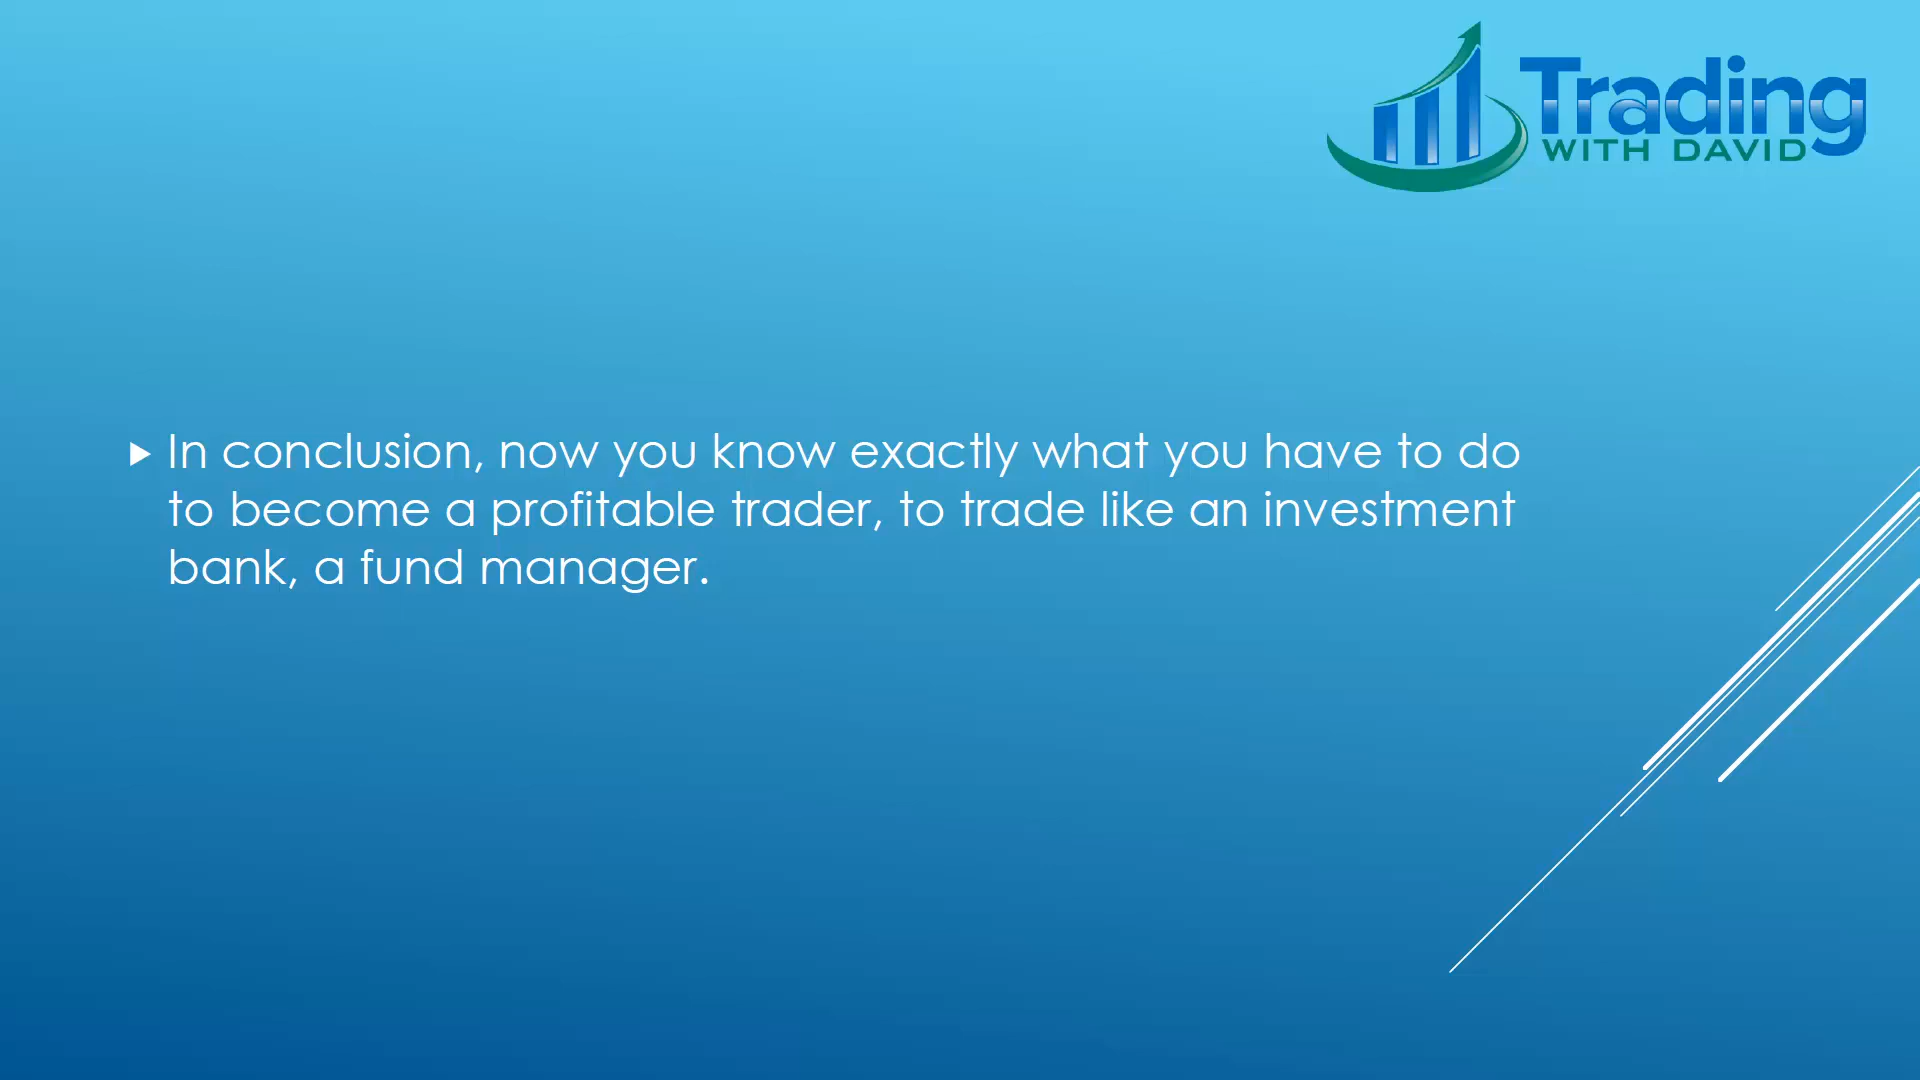 Trading
WITH DAVID
In conclusion, now you know exactly what you have to do
to become a profitable trader, to trade like an investment
bank, a fund manager.